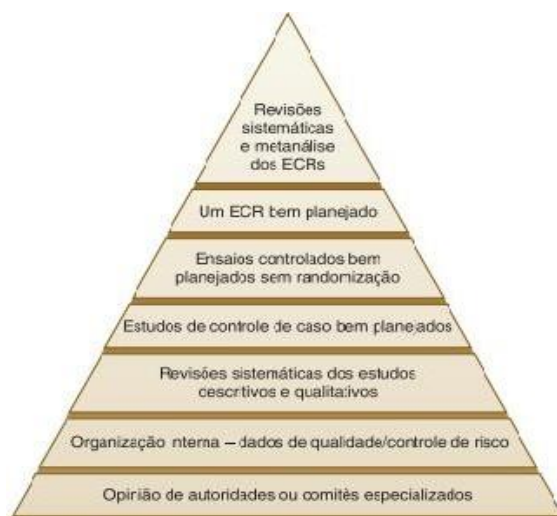 Revisões
sistemáticas
e metanálise
dos ECRs
Um ECR bem planejado
Ensaios controlados bem
planejados sem randomização
Estudos de controle de caso bem planejados
Revisões sistemáticas dos estudos
cescritivos e qualitativos
Organização interna – dados de qualidade/controle de risco
Opinião de autoridades ou comitês especializados